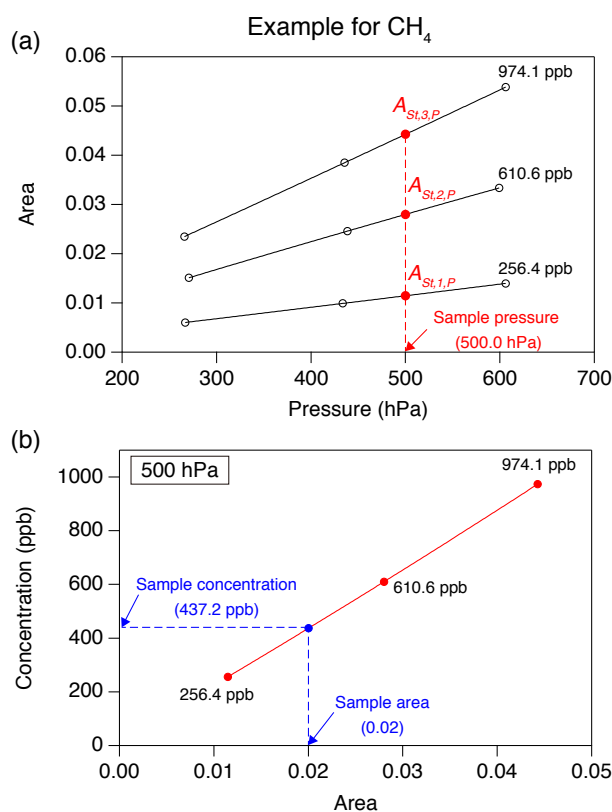 Example for CH4
(a)
0.06
0.05
0.04
0.03
0.02
0.01
0.00
Area
974.1 ppb
A St,3,P
610.6 ppb
A St,2,P
256.4 ppb
A St,1,P
Sample pressure
(500.0 hPa)
200 300 400 500 600 700
Pressure (hPa)
(b)
500 hPa
1000
800
600
400
200
0
Concentration (ppb)
974.1 ppb
610.6 ppb
Sample concentration
(437.2 ppb)
256.4 ppb
Sample area
(0.02)
0.00 0.01 0.02 0.03 0.04 0.05
Area